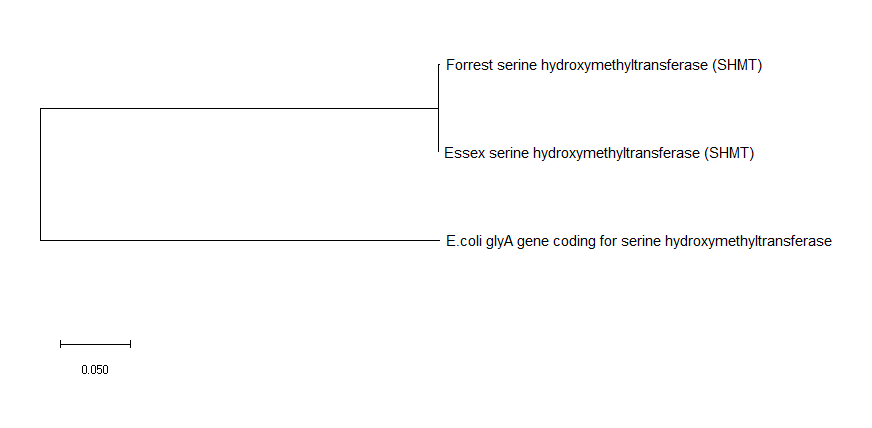 Forrest serine hydroxymethyltransferase (SHMT)
Essex serine hydroxymethyltransferase (SHMT)
E.coli glyA gene coding for serine hydroxymethyltransferase
0.050